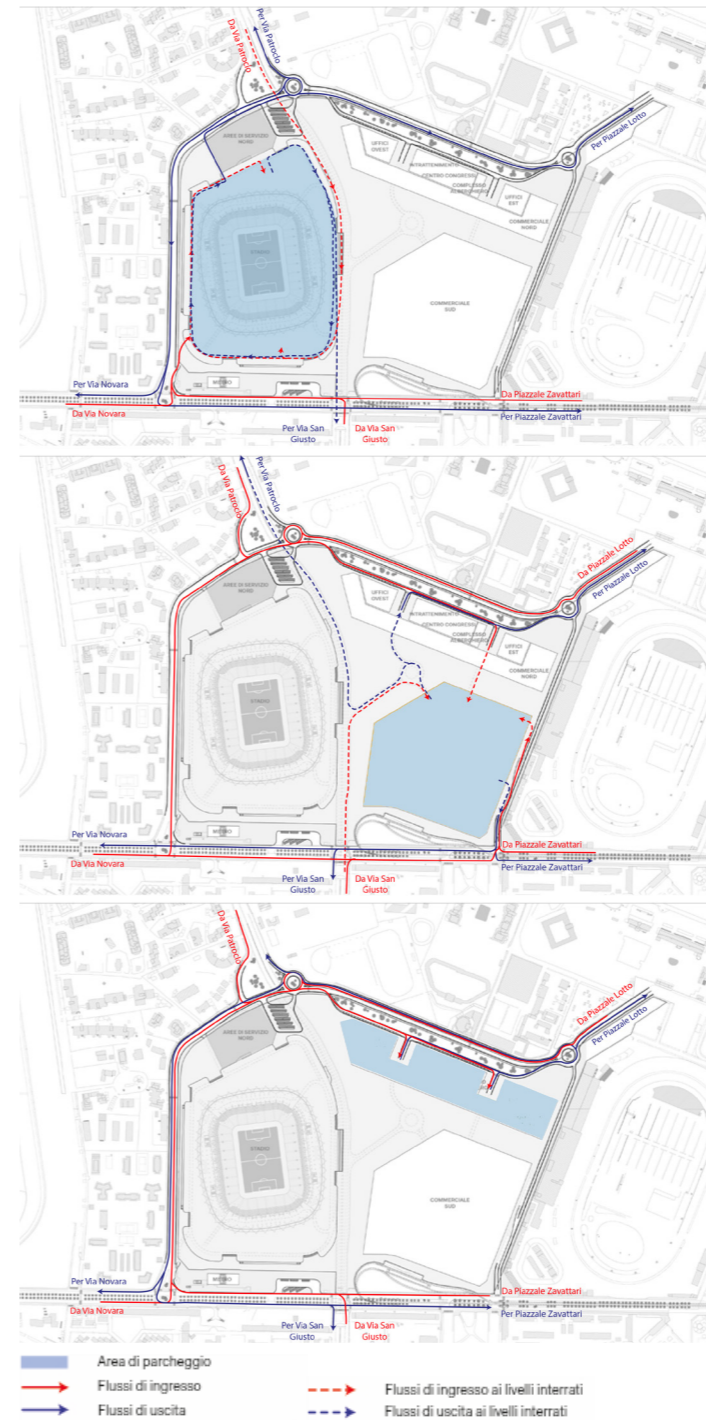 Da Via Patroclo
Per Via Patroclo
Per Piazzale Lotto
AREE DI SERVIZIO
NORD
UFFICI
OVEST
INTRATTENIMENTO
CENTRO CONGRESSI
COMPLESSO
ALBERGHIERO
UFFICI
EST
COMMERCIALE
NORD
STADIO
COMMERCIALE
SUD
METRO
Per Via Novara
Da Via Novara
Da Piazzale Zavattari
Per Piazzale Zavattari
Per Via San
Giusto
Da Via San
Giusto
Da Via Patroclo
Per Via Patroclo
Da Piazzale Lotto
Per Piazzale Lotto
AREE DI SERVIZIO
NORD
UFFICI
OVEST
INTRATTENIMENTO
CENTRO CONGRESSI
COMPLESSO
ALBERGHIERO
UFFICI
EST
COMMERCIALE
NORD
STADIO
METRO
Per Via Novara
Da Via Novara
Da Piazzale Zavattari
Per Piazzale Zavattari
Per Via San
Giusto
Da Via San
Giusto
Da Via Patroclo
Da Piazzale Lotto
Per Piazzale Lotto
AREE DI SERVIZIO
NORD
STADIO
COMMERCIALE
SUD
METRO
Per Via Novara
Da Via Novara
Da Piazzale Zavattari
Per Piazzale Zavattari
Per Via San
Giusto
Da Via San
Giusto
Area di parcheggio
Flussi di ingresso
Flussi di ingresso ai livelli interrati
Flussi di uscita
Flussi di uscita ai livelli interrati